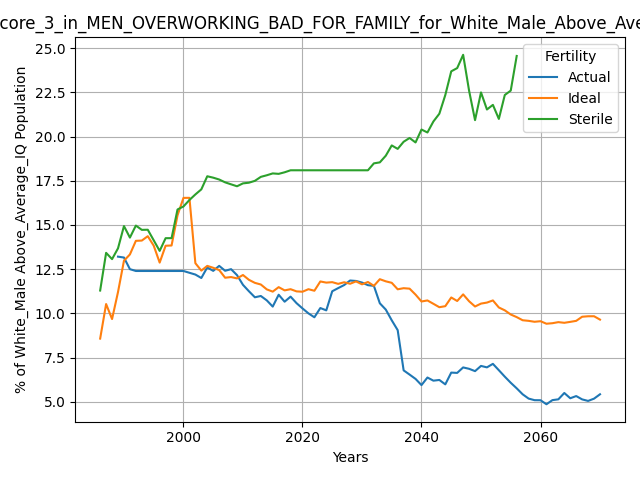 core_3_in_MEN_OVERWORKING_BAD_FOR_FAMILY_for_White_Male_Above_Ave
% of White_Male Above_Average_IQ Population
25.0
22.5
20.0
17.5
15.0
12.5
10.0
7.5
5.0
Fertility
Actual
Ideal
Sterile
2000
2020
2040
2060
Years